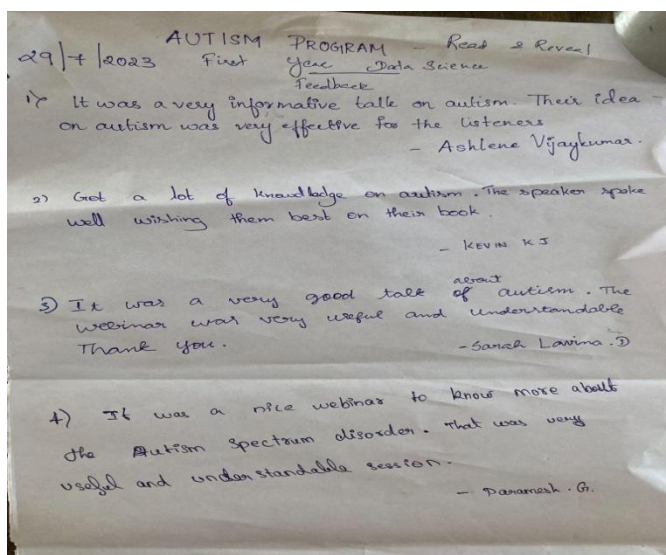 AUTISM PROGRAM - Read & Reveal
29/7/2023 First Year Data Science
Feedback
1) It was a very informative talk on autism. Their idea
on autism was very effective for the listeners
- Ashlene Vijaykumar.
2) Got a lot of knowdladge on autism. The speaker spoke
well wishing them best on their book.
- KEVIN KJ
3) It was a very good talk of about autism. The
webinar was very useful and understandable
Thank you. - Sarah Lavina.D
4) It was a nice webinar to know more about
the Autism spectrum disorder. That was very
useful and understandable session.
- Paramesh.G.